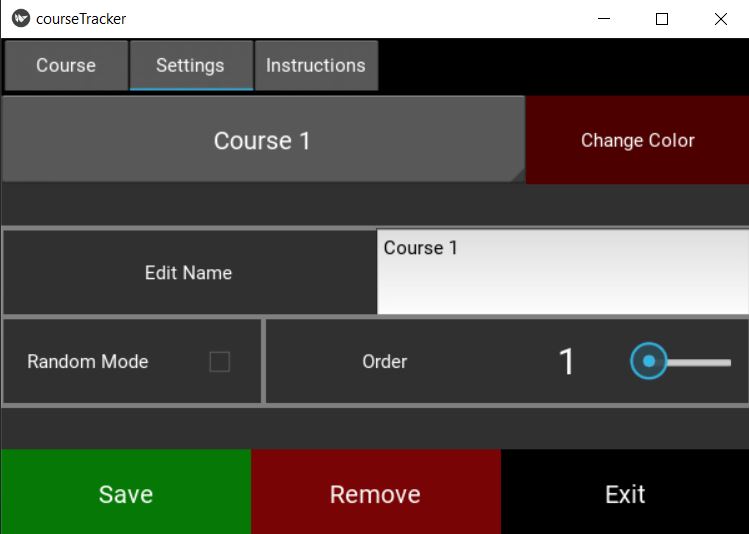 courseTracker
Course Settings Instructions
Course 1 Change Color
Edit Name Course 1
Random Mode Order 1
Save Remove Exit